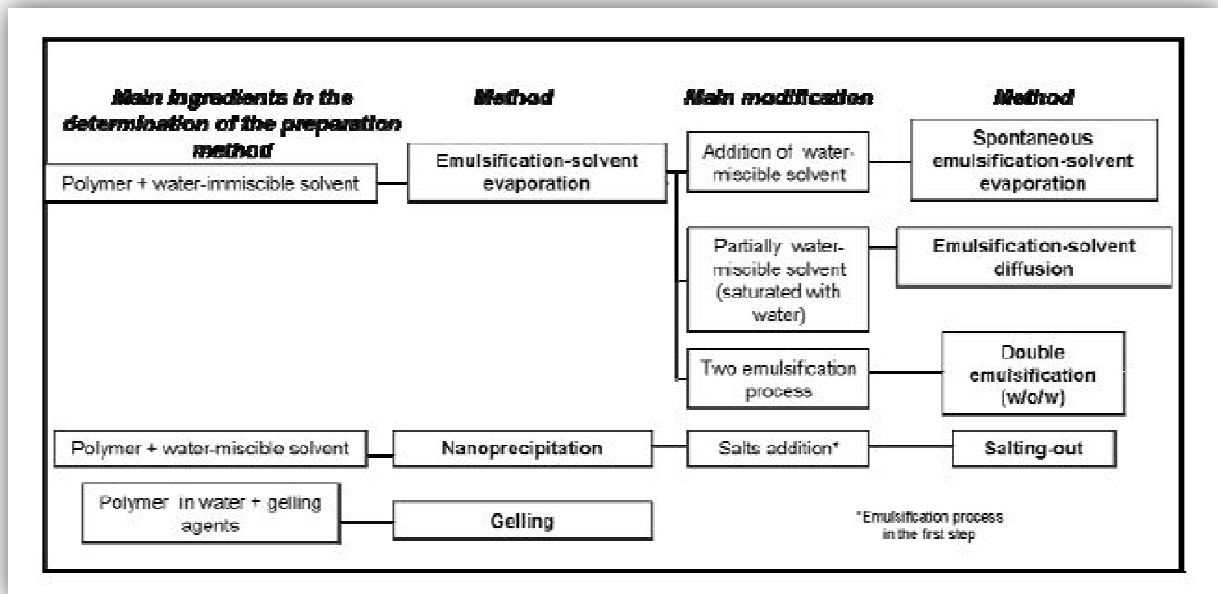 Main ingredients in the
determination of the preparation
method
Method
Main modification
Method
Polymer + water-immiscible solvent
Emulsification-solvent
evaporation
Addition of water-
miscible solvent
Spontaneous
emulsification-solvent
evaporation
Partially water-
miscible solvent
(saturated with
water)
Emulsification-solvent
diffusion
Two emulsification
process
Double
emulsification
(w/o/w)
Polymer + water-miscible solvent
Nanoprecipitation
Salts addition*
Salting-out
Polymer in water + gelling
agents
Gelling
*Emulsification process
in the first step